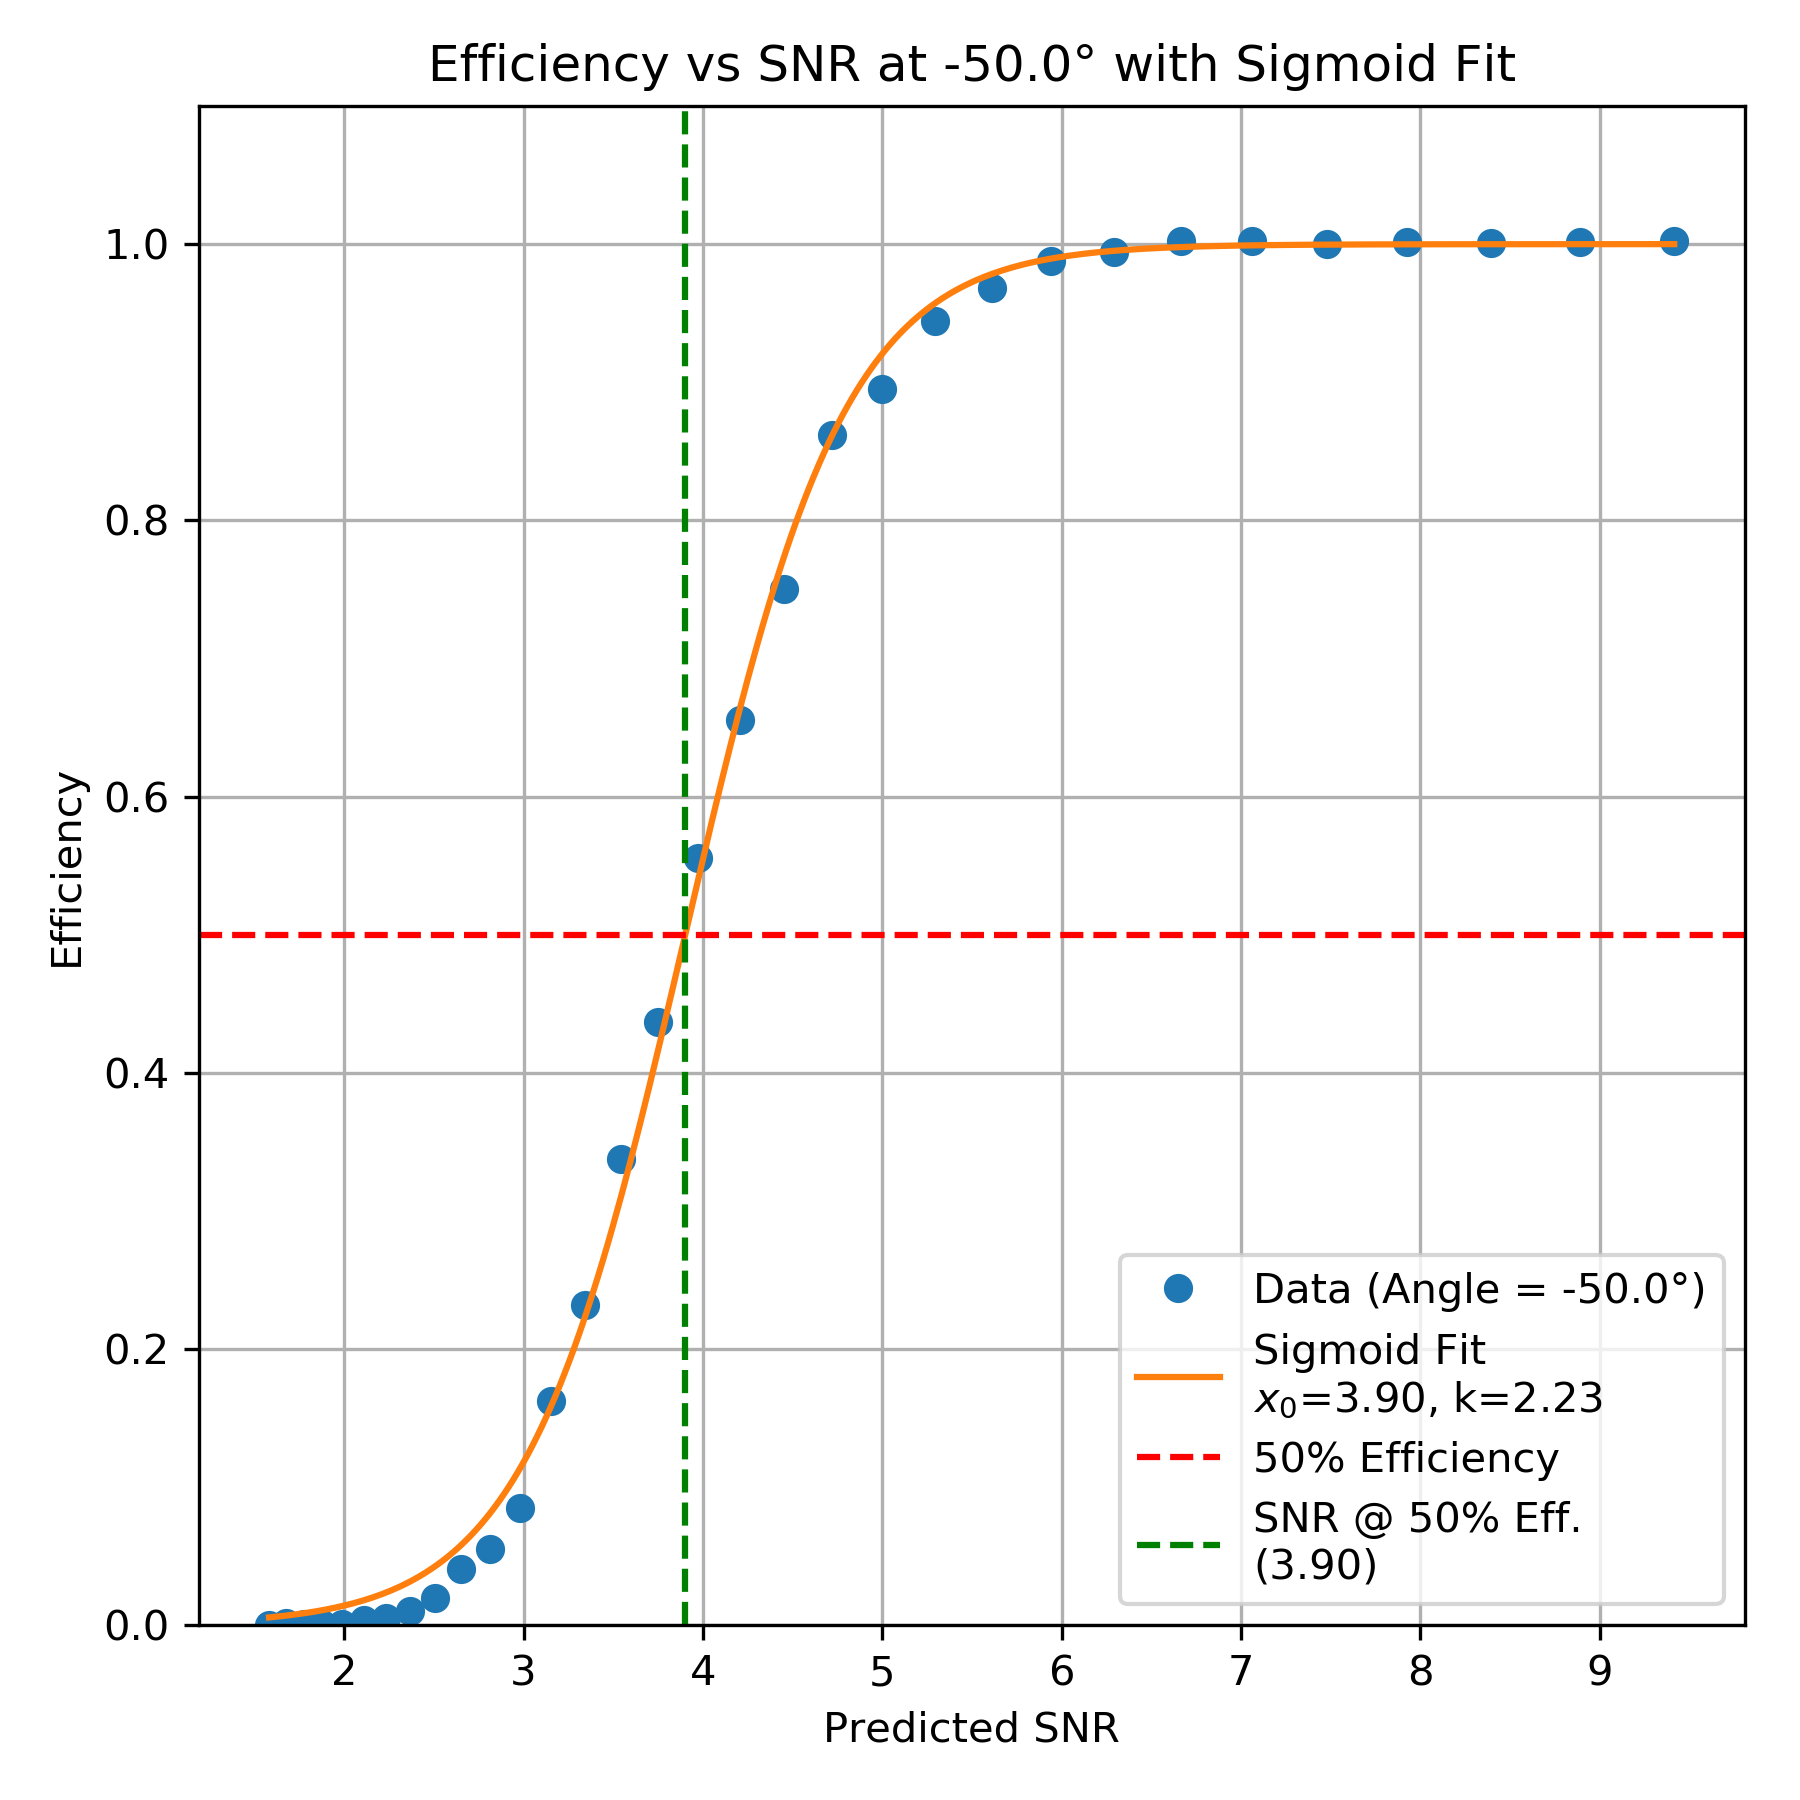 Efficiency vs SNR at -50.0° with Sigmoid Fit
1.0
0.8
0.6
0.4
0.2
0.0
Efficiency
2 3 4 5 6 7 8 9
Predicted SNR
Data (Angle = -50.0°)
Sigmoid Fit
x₀=3.90, k=2.23
50% Efficiency
SNR @ 50% Eff.
(3.90)